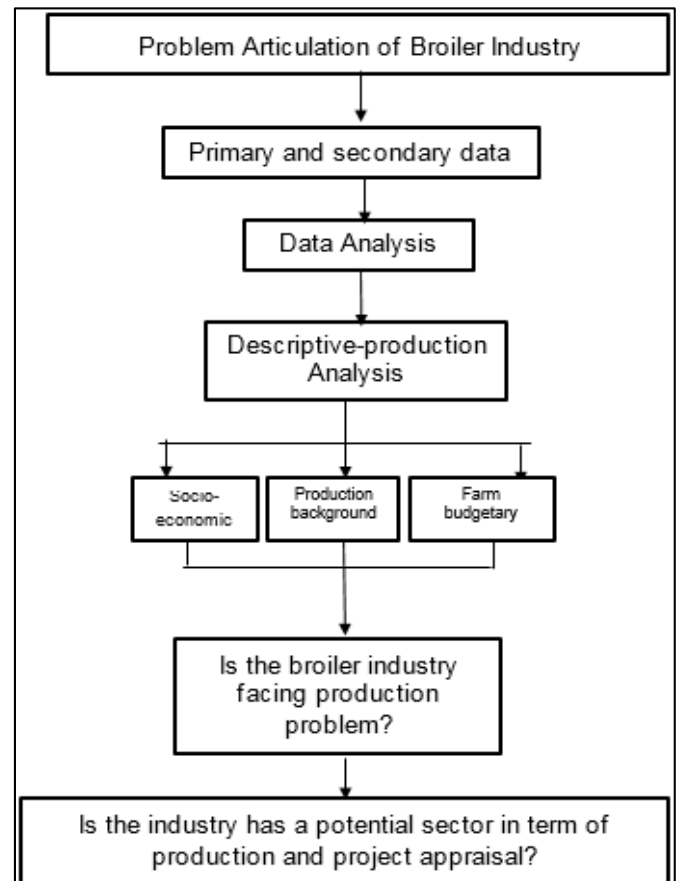 Problem Articulation of Broiler Industry
Primary and secondary data
Data Analysis
Descriptive-production
Analysis
Socio-
economic
Production
background
Farm
budgetary
Is the broiler industry
facing production
problem?
Is the industry has a potential sector in term of
production and project appraisal?